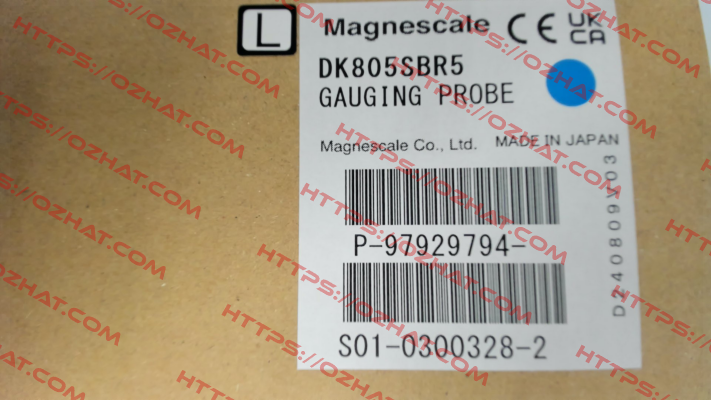 L
Magnescale CE UK CA
DK805SBR5
GAUGING PROBE
Magnescale Co., Ltd. MADE IN JAPAN
P-97929794-
S01-0300328-2
D240809V03
HTTPS://OZHAT.COM